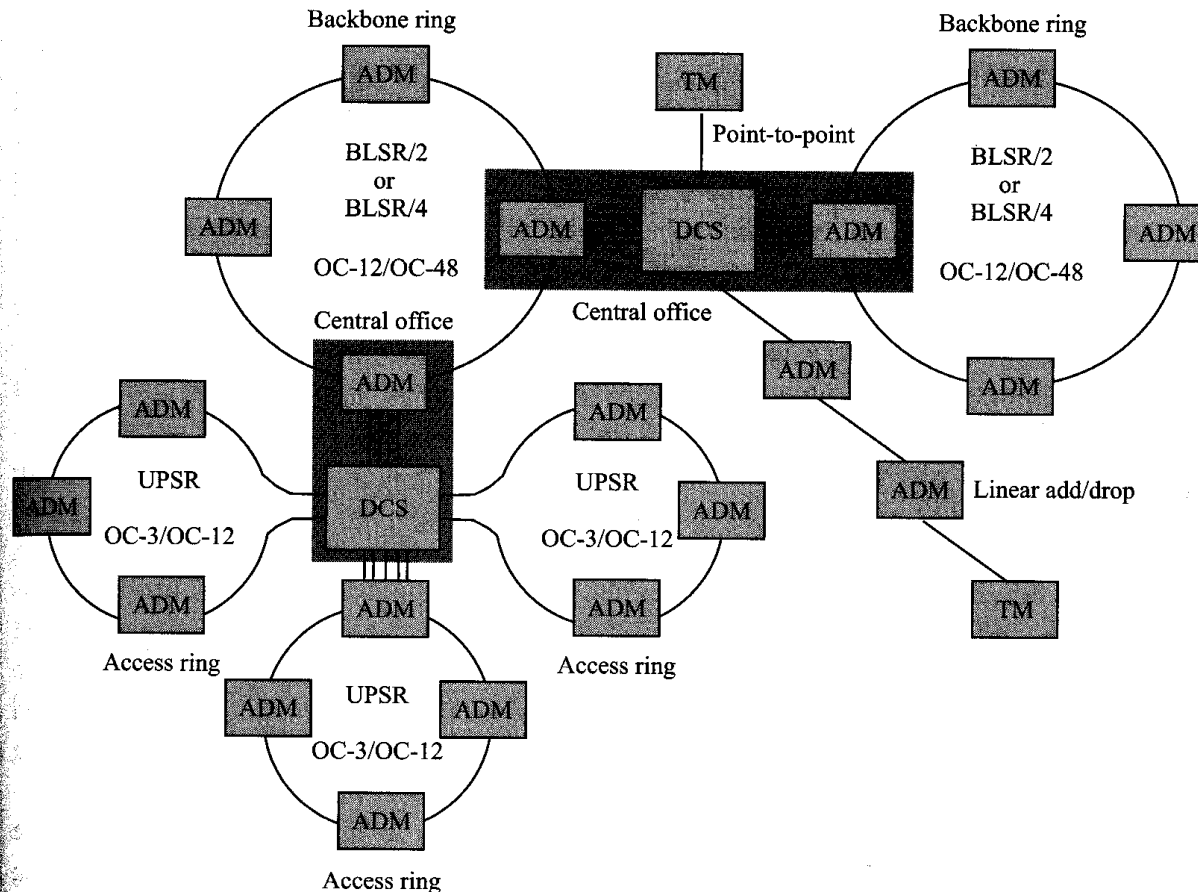 Backbone ring
Backbone ring
ADM
TM
ADM
Point-to-point
BLSR/2
or
BLSR/4
BLSR/2
or
BLSR/4
ADM
ADM
DCS
ADM
ADM
OC-12/OC-48
OC-12/OC-48
Central office
Central office
ADM
ADM
ADM
ADM
ADM
ADM
UPSR
UPSR
ADM
DCS
ADM
ADM
Linear add/drop
OC-3/OC-12
OC-3/OC-12
ADM
ADM
ADM
TM
Access ring
Access ring
ADM
UPSR
ADM
OC-3/OC-12
ADM
Access ring